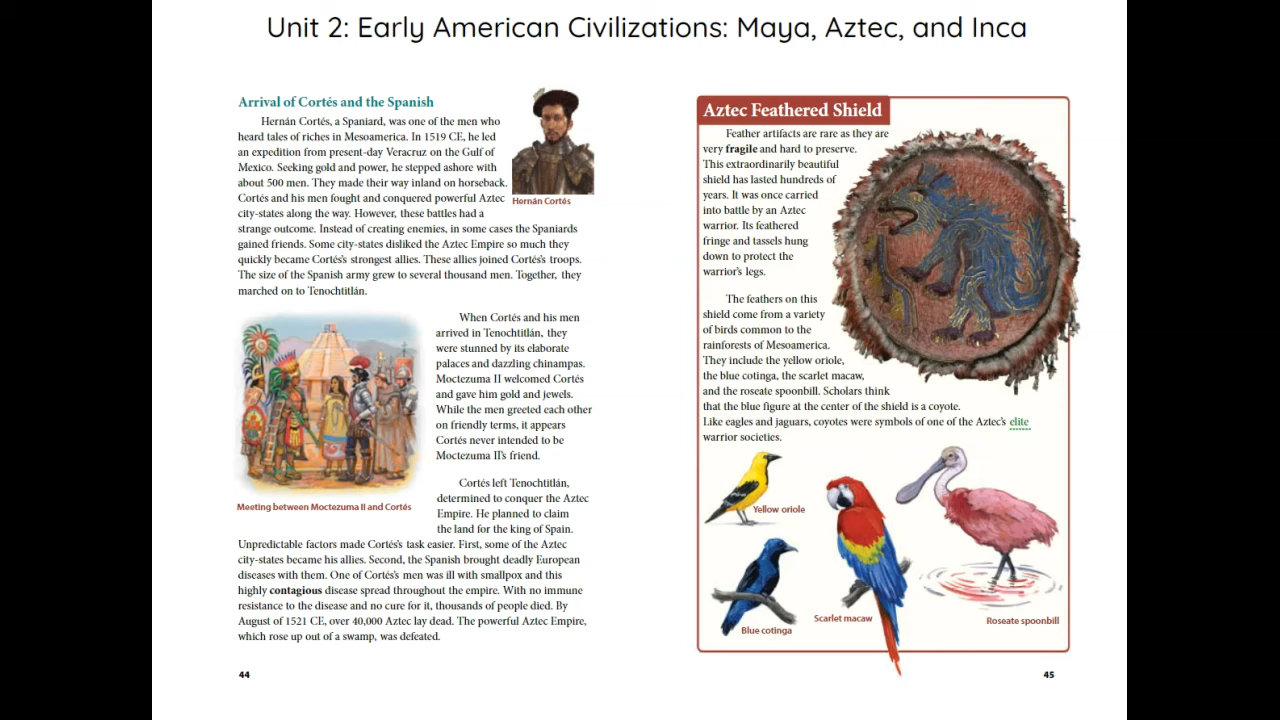 Unit 2: Early American Civilizations: Maya, Aztec, and Inca
Arrival of Cortés and the Spanish
Hernán Cortés, a Spaniard, was one of the men who
heard tales of riches in Mesoamerica. In 1519 CE, he led
an expedition from present-day Veracruz on the Gulf of
Mexico. Seeking gold and power, he stepped ashore with
about 500 men. They made their way inland on horseback.
Cortés and his men fought and conquered powerful Aztec
city-states along the way. However, these battles had a
strange outcome. Instead of creating enemies, in some cases the Spaniards
gained friends. Some city-states disliked the Aztec Empire so much they
quickly became Cortés's strongest allies. These allies joined Cortés's troops.
The size of the Spanish army grew to several thousand men. Together, they
marched on to Tenochtitlán.
Hernán Cortés
When Cortés and his men
arrived in Tenochtitlán, they
were stunned by its elaborate
palaces and dazzling chinampas.
Moctezuma II welcomed Cortés
and gave him gold and jewels.
While the men greeted each other
on friendly terms, it appears
Cortés never intended to be
Moctezuma II's friend.
Meeting between Moctezuma II and Cortés
Cortés left Tenochtitlán,
determined to conquer the Aztec
Empire. He planned to claim
the land for the king of Spain.
Unpredictable factors made Cortés's task easier. First, some of the Aztec
city-states became his allies. Second, the Spanish brought deadly European
diseases with them. One of Cortés's men was ill with smallpox and this
highly contagious disease spread throughout the empire. With no immune
resistance to the disease and no cure for it, thousands of people died. By
August of 1521 CE, over 40,000 Aztec lay dead. The powerful Aztec Empire,
which rose up out of a swamp, was defeated.
44
Aztec Feathered Shield
Feather artifacts are rare as they are
very fragile and hard to preserve.
This extraordinarily beautiful
shield has lasted hundreds of
years. It was once carried
into battle by an Aztec
warrior. Its feathered
fringe and tassels hung
down to protect the
warrior's legs.
The feathers on this
shield come from a variety
of birds common to the
rainforests of Mesoamerica.
They include the yellow oriole,
the blue cotinga, the scarlet macaw,
and the roseate spoonbill. Scholars think
that the blue figure at the center of the shield is a coyote.
Like eagles and jaguars, coyotes were symbols of one of the Aztec's elite
warrior societies.
Yellow oriole
Blue cotinga
Scarlet macaw
Roseate spoonbill
45